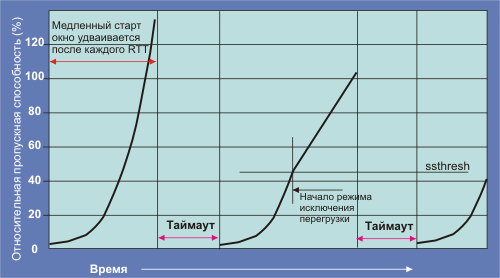 Относительная пропускная способность (%)
Медленный старт
окно удваивается
после каждого RTT
120
100
80
60
40
20
0
ssthresh
Начало режима
исключения
перегрузки
Таймаут
Таймаут
Время